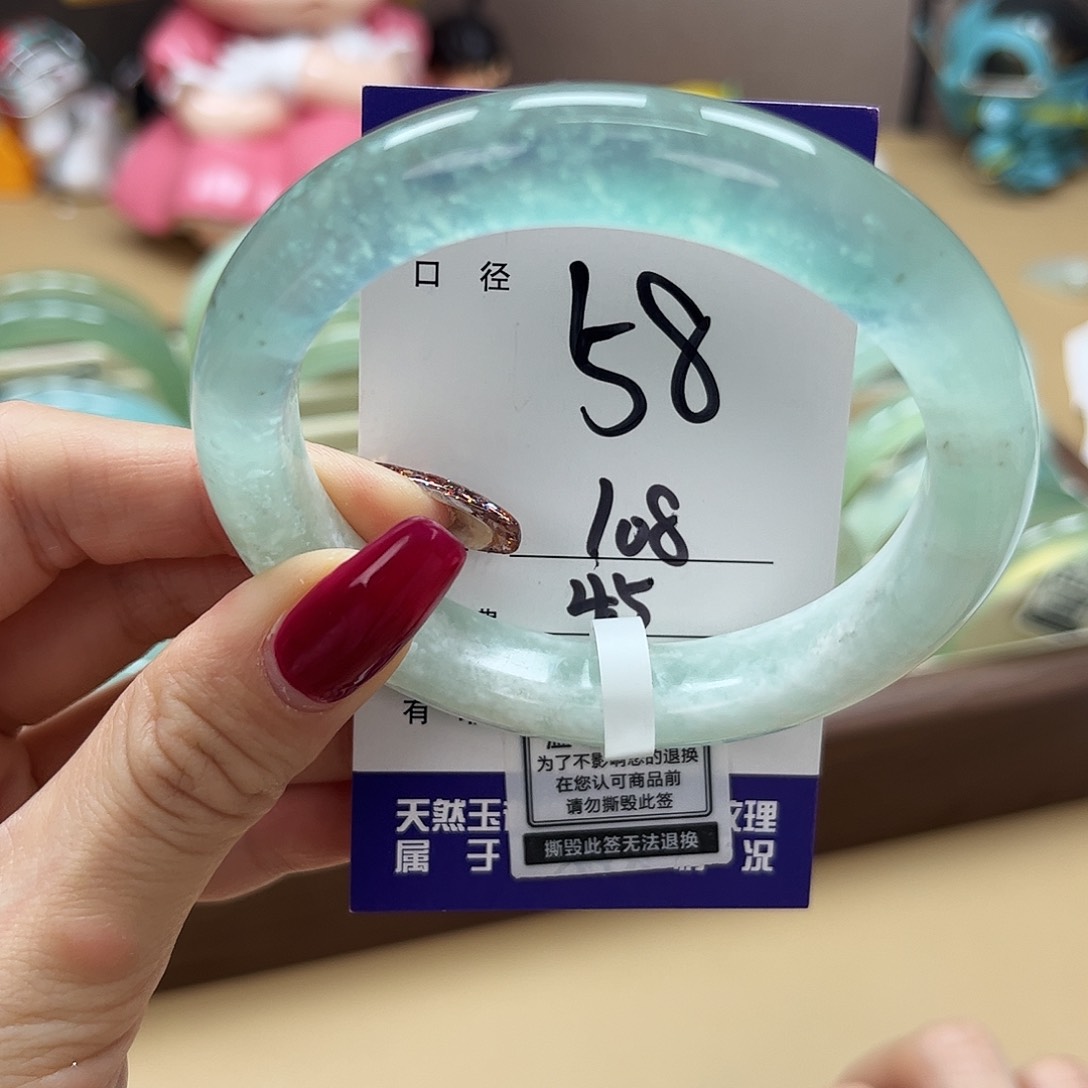 口 径
58
108
45
有
为了不影响您的退换
在您认可商品前
请勿撕毁此签
撕毁此签无法退换
天然玉 纹理
属 于 况